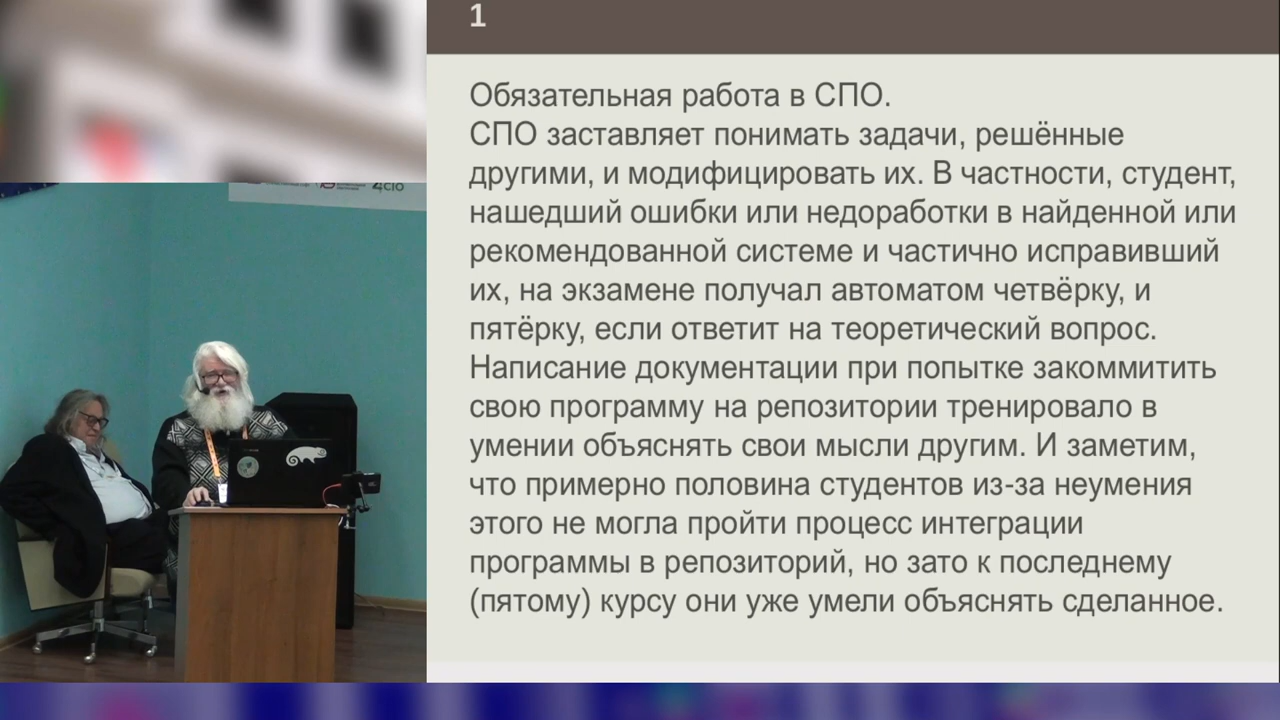 1
Обязательная работа в СПО.
СПО заставляет понимать задачи, решённые
другими, и модифицировать их. В частности, студент,
нашедший ошибки или недоработки в найденной или
рекомендованной системе и частично исправивший
их, на экзамене получал автоматом четвёрку, и
пятёрку, если ответит на теоретический вопрос.
Написание документации при попытке закоммитить
свою программу на репозитории тренировало в
умении объяснять свои мысли другим. И заметим,
что примерно половина студентов из-за неумения
этого не могла пройти процесс интеграции
программы в репозиторий, но зато к последнему
(пятому) курсу они уже умели объяснять сделанное.